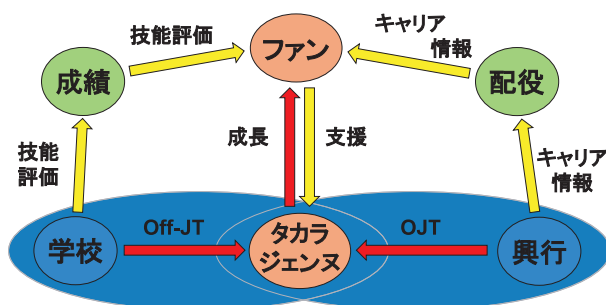 技能評価
ファン
キャリア
情報
成績
配役
成長
支援
技能
評価
キャリア
情報
Off-JT
OJT
学校
タカラ
ジェンヌ
興行